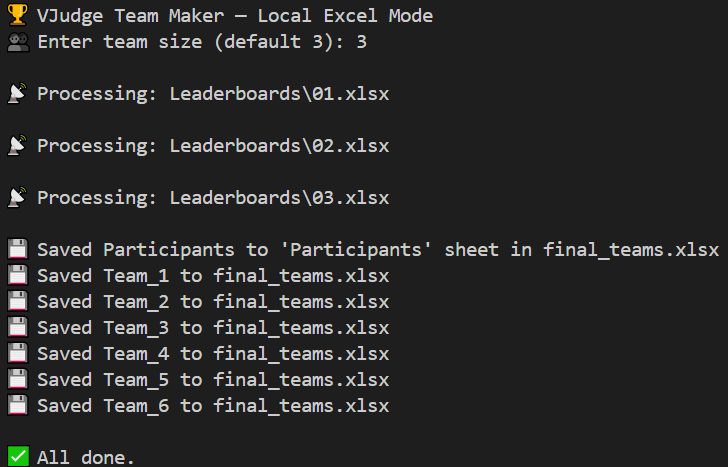 🏆 VJudge Team Maker — Local Excel Mode
👥 Enter team size (default 3): 3
📡 Processing: Leaderboards\01.xlsx
📡 Processing: Leaderboards\02.xlsx
📡 Processing: Leaderboards\03.xlsx
💾 Saved Participants to 'Participants' sheet in final_teams.xlsx
💾 Saved Team_1 to final_teams.xlsx
💾 Saved Team_2 to final_teams.xlsx
💾 Saved Team_3 to final_teams.xlsx
💾 Saved Team_4 to final_teams.xlsx
💾 Saved Team_5 to final_teams.xlsx
💾 Saved Team_6 to final_teams.xlsx
✅ All done.